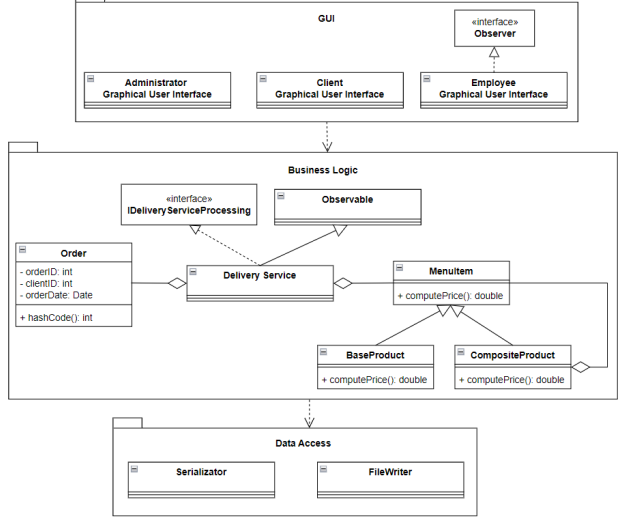 GUI
«interface»
Observer
Administrator
Graphical User Interface
Client
Graphical User Interface
Employee
Graphical User Interface
Business Logic
«interface»
IDeliveryServiceProcessing
Observable
Order
- orderID: int
- clientID: int
- orderDate: Date
+ hashCode(): int
Delivery Service
MenuItem
+ computePrice(): double
BaseProduct
+ computePrice(): double
CompositeProduct
+ computePrice(): double
Data Access
Serializator
FileWriter